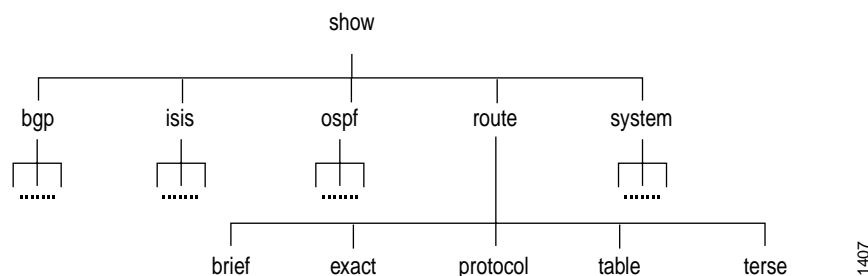 show
bgp isis ospf route system
brief exact protocol table terse
1407